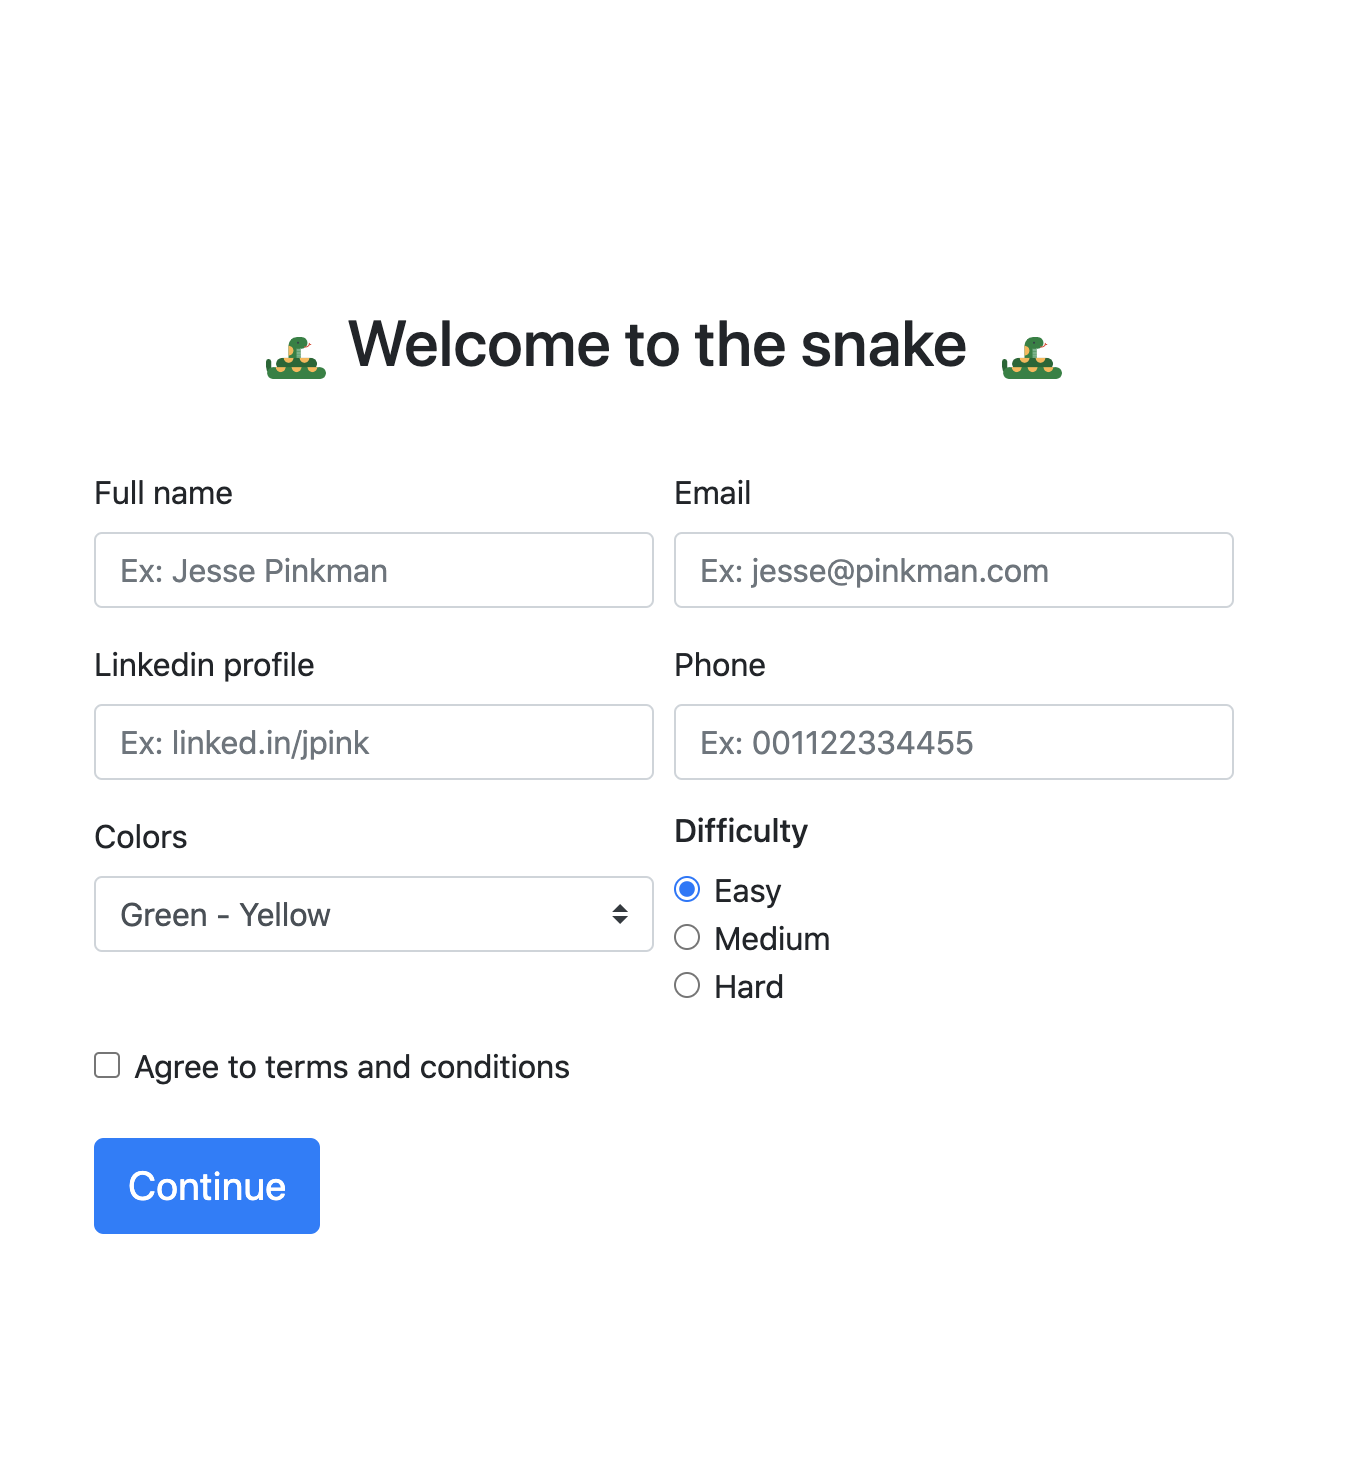 Welcome to the snake
Full name
Email
Ex: Jesse Pinkman
Ex: jesse@pinkman.com
Linkedin profile
Phone
Ex: linked.in/jpink
Ex: 001122334455
Colors
Difficulty
Green - Yellow
Easy
Medium
Hard
Agree to terms and conditions
Continue